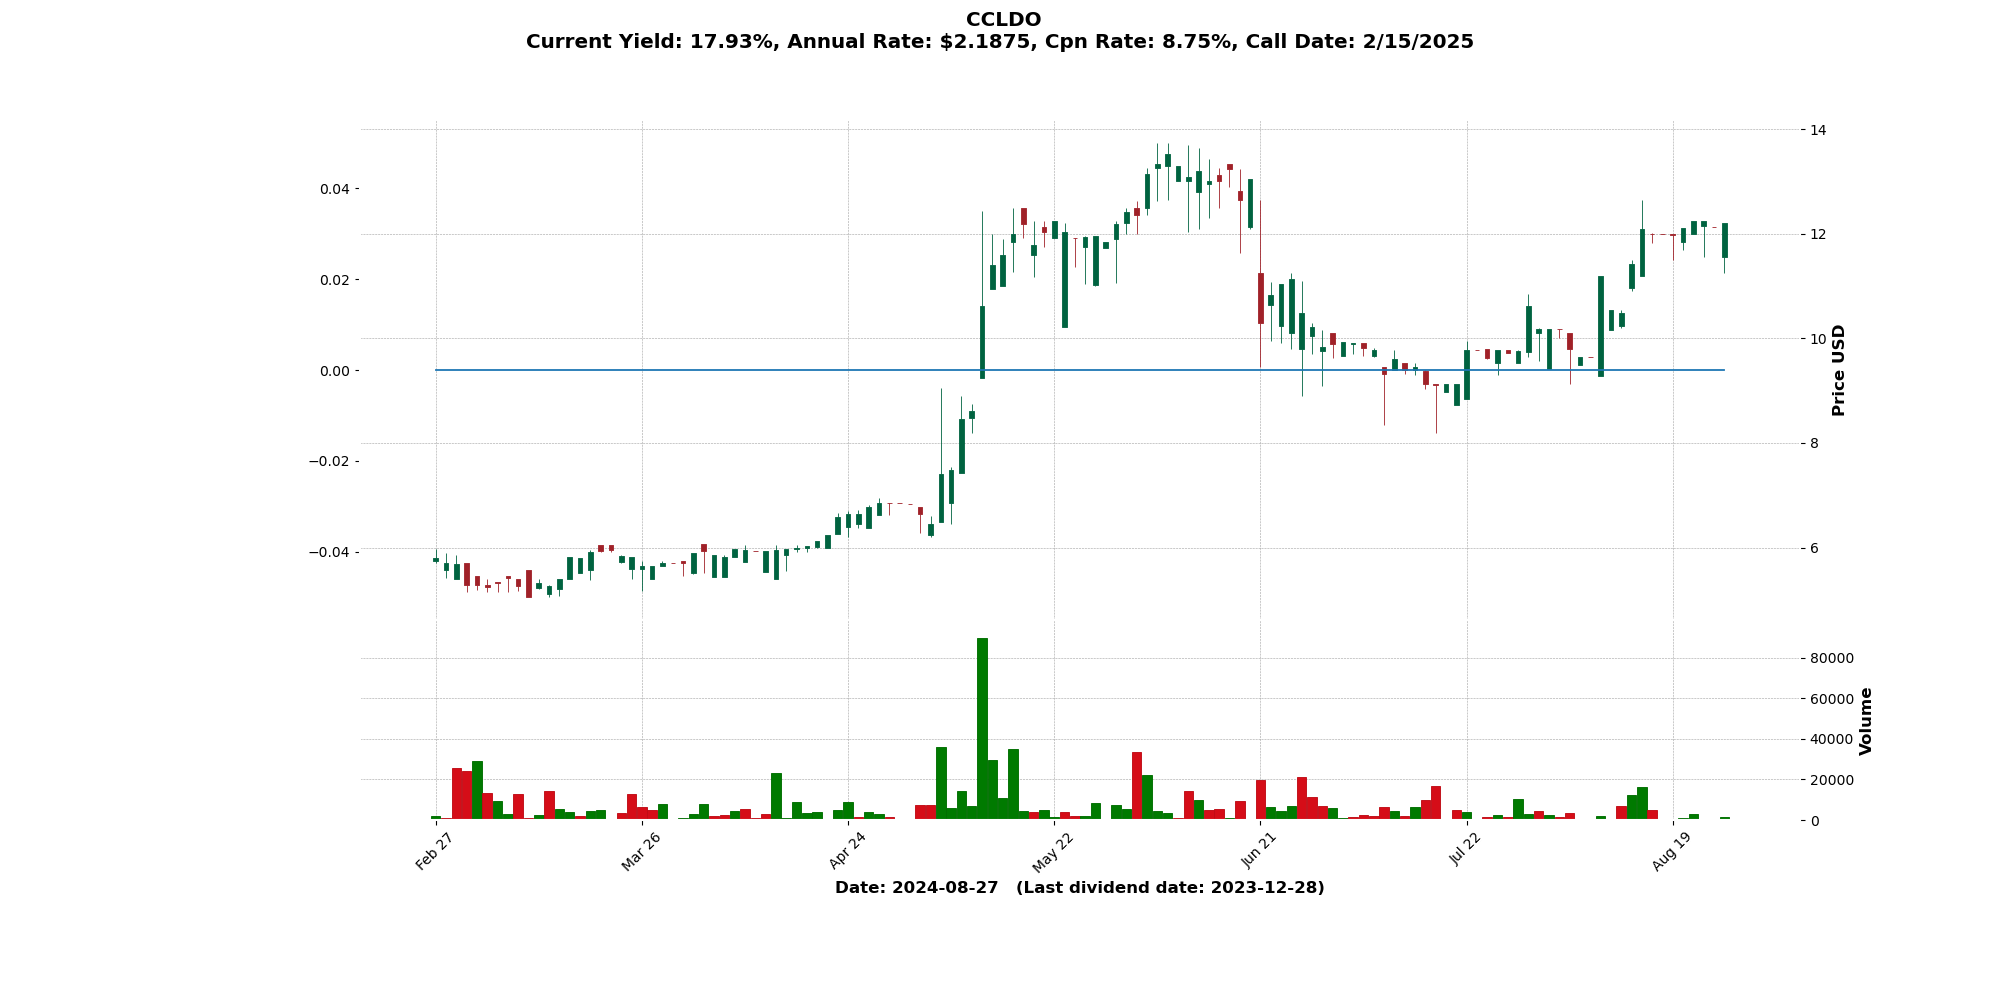 CCLDO
Current Yield: 17.93%, Annual Rate: $2.1875, Cpn Rate: 8.75%, Call Date: 2/15/2025
0.04
0.02
0.00
−0.02
−0.04
14
12
10
8
6
Price USD
80000
60000
40000
20000
0
Volume
Feb 27
Mar 26
Apr 24
May 22
Jun 21
Jul 22
Aug 19
Date: 2024-08-27   (Last dividend date: 2023-12-28)